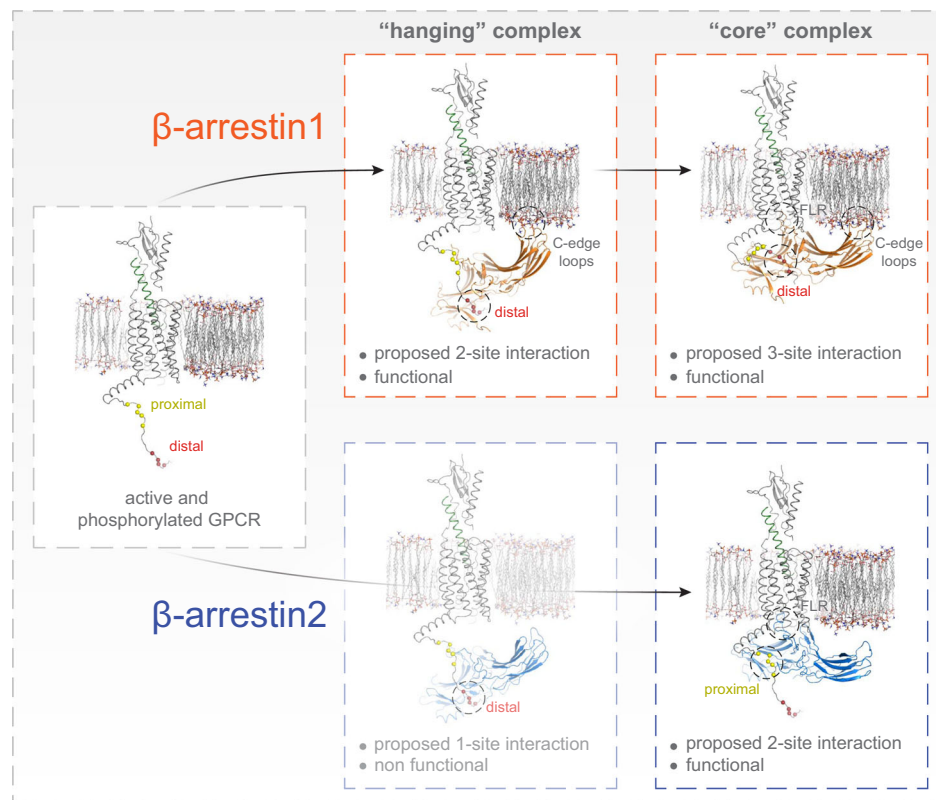 “hanging” complex
“core” complex
β-arrestin1
FLR
C-edge
loops
C-edge
loops
distal
distal
• proposed 2-site interaction
• functional
• proposed 3-site interaction
• functional
proximal
distal
active and
phosphorylated GPCR
β-arrestin2
FLR
proximal
distal
• proposed 1-site interaction
• non functional
• proposed 2-site interaction
• functional